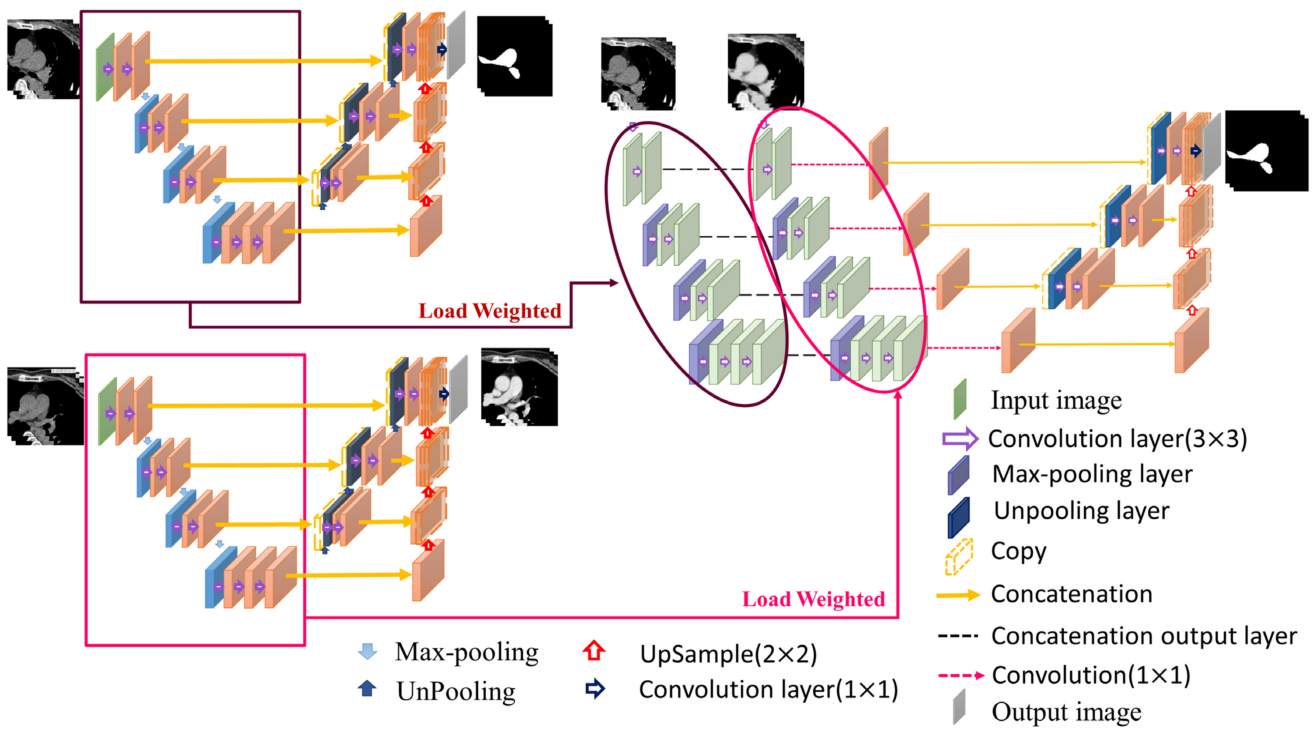 Load Weighted
Load Weighted
Input image
Convolution layer(3×3)
Max-pooling layer
Unpooling layer
Copy
Concatenation
Concatenation output layer
Convolution(1×1)
Output image
Max-pooling
UnPooling
UpSample(2×2)
Convolution layer(1×1)